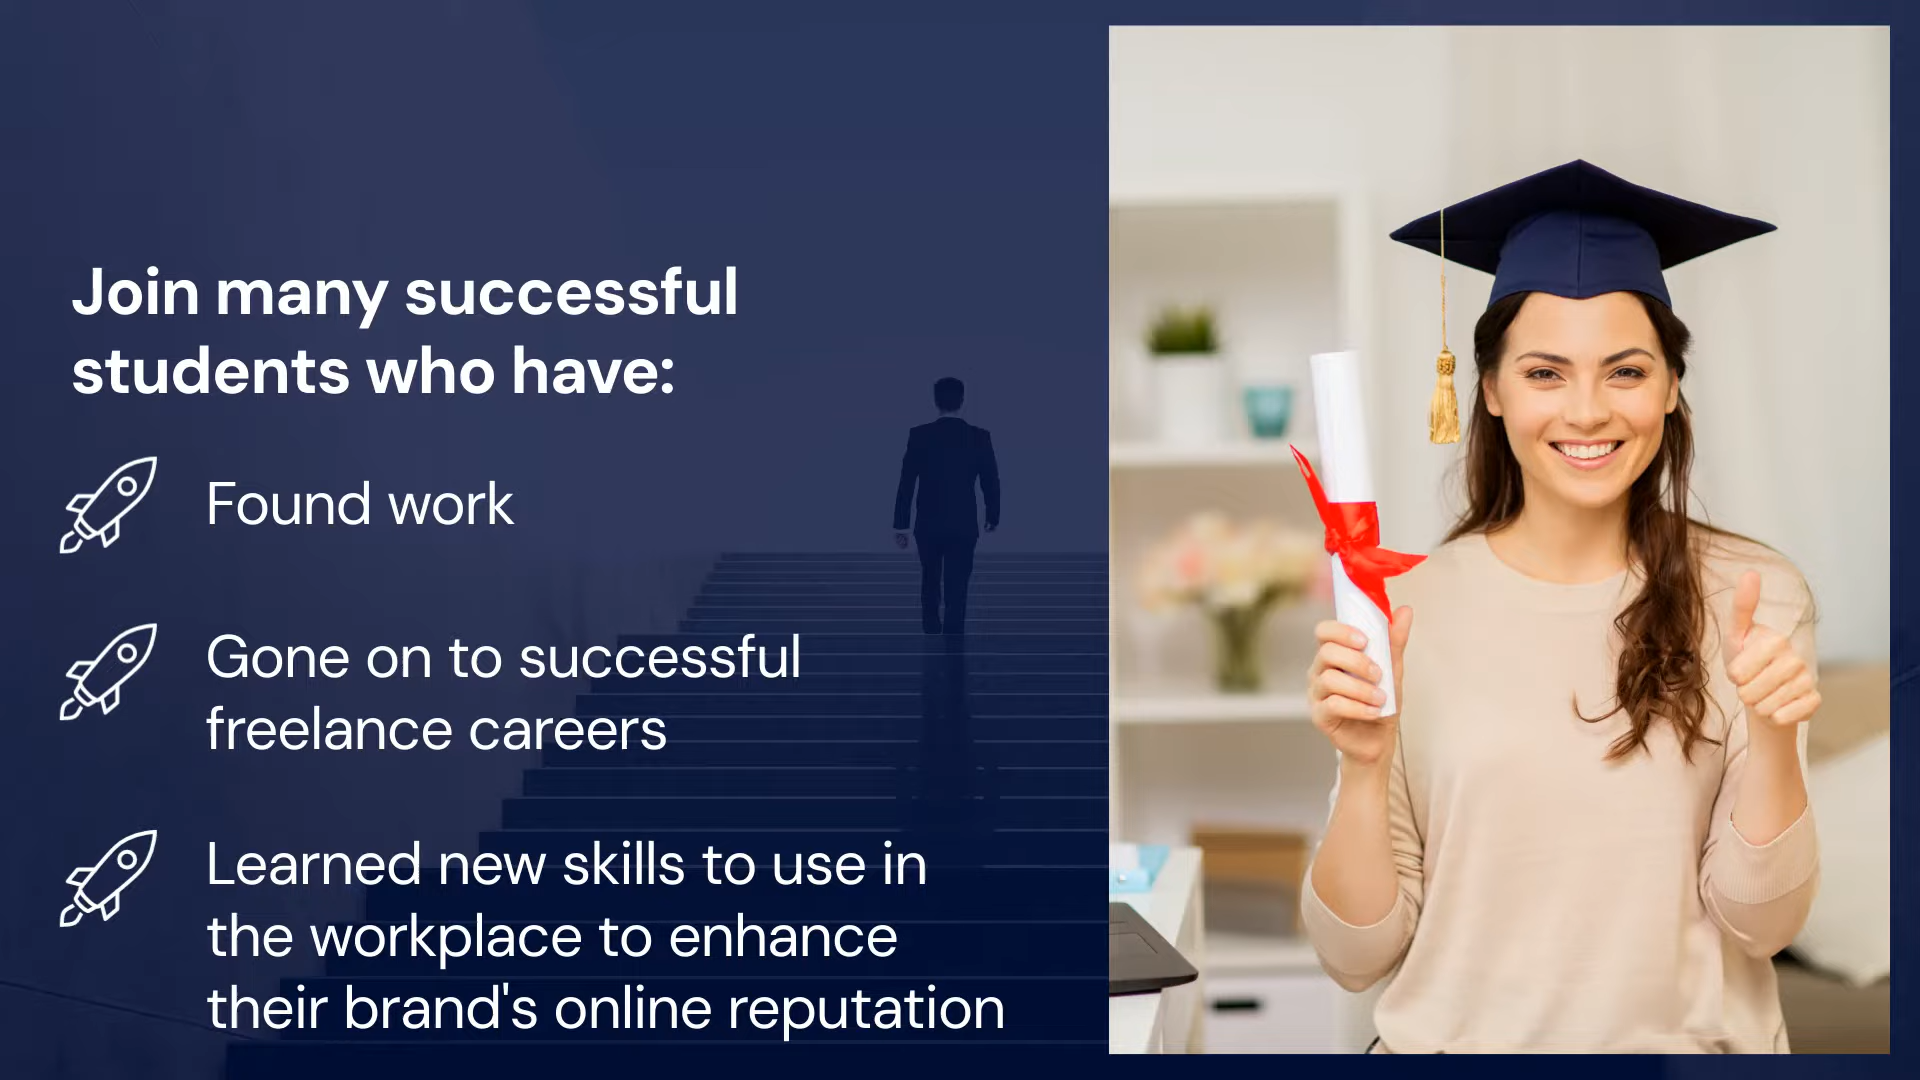 Join many successful
students who have:
Found work
Gone on to successful
freelance careers
Learned new skills to use in
the workplace to enhance
their brand's online reputation